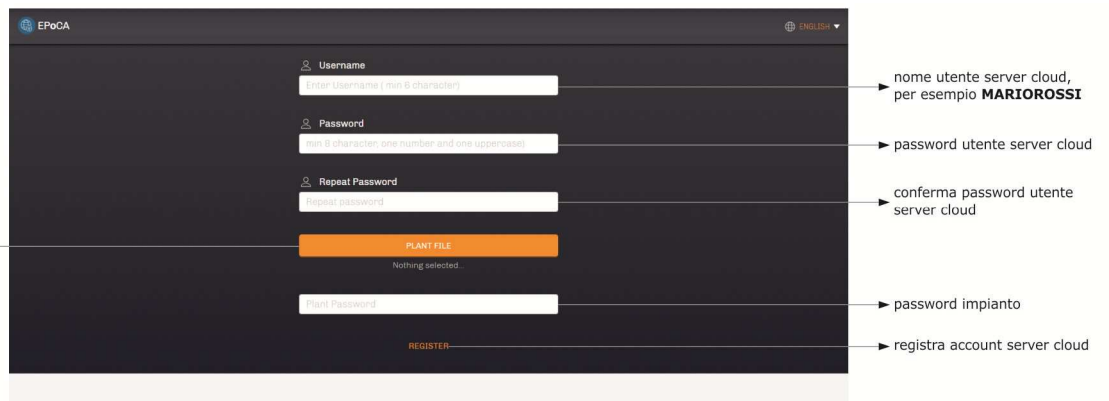 EPoCA
ENGLISH
Username
Enter Username ( min 8 character)
nome utente server cloud,
per esempio MARIOROSSI
Password
min 8 character, one number and one uppercase)
password utente server cloud
Repeat Password
Repeat password
conferma password utente
server cloud
PLANT FILE
Nothing selected...
Plant Password
password impianto
REGISTER
registra account server cloud